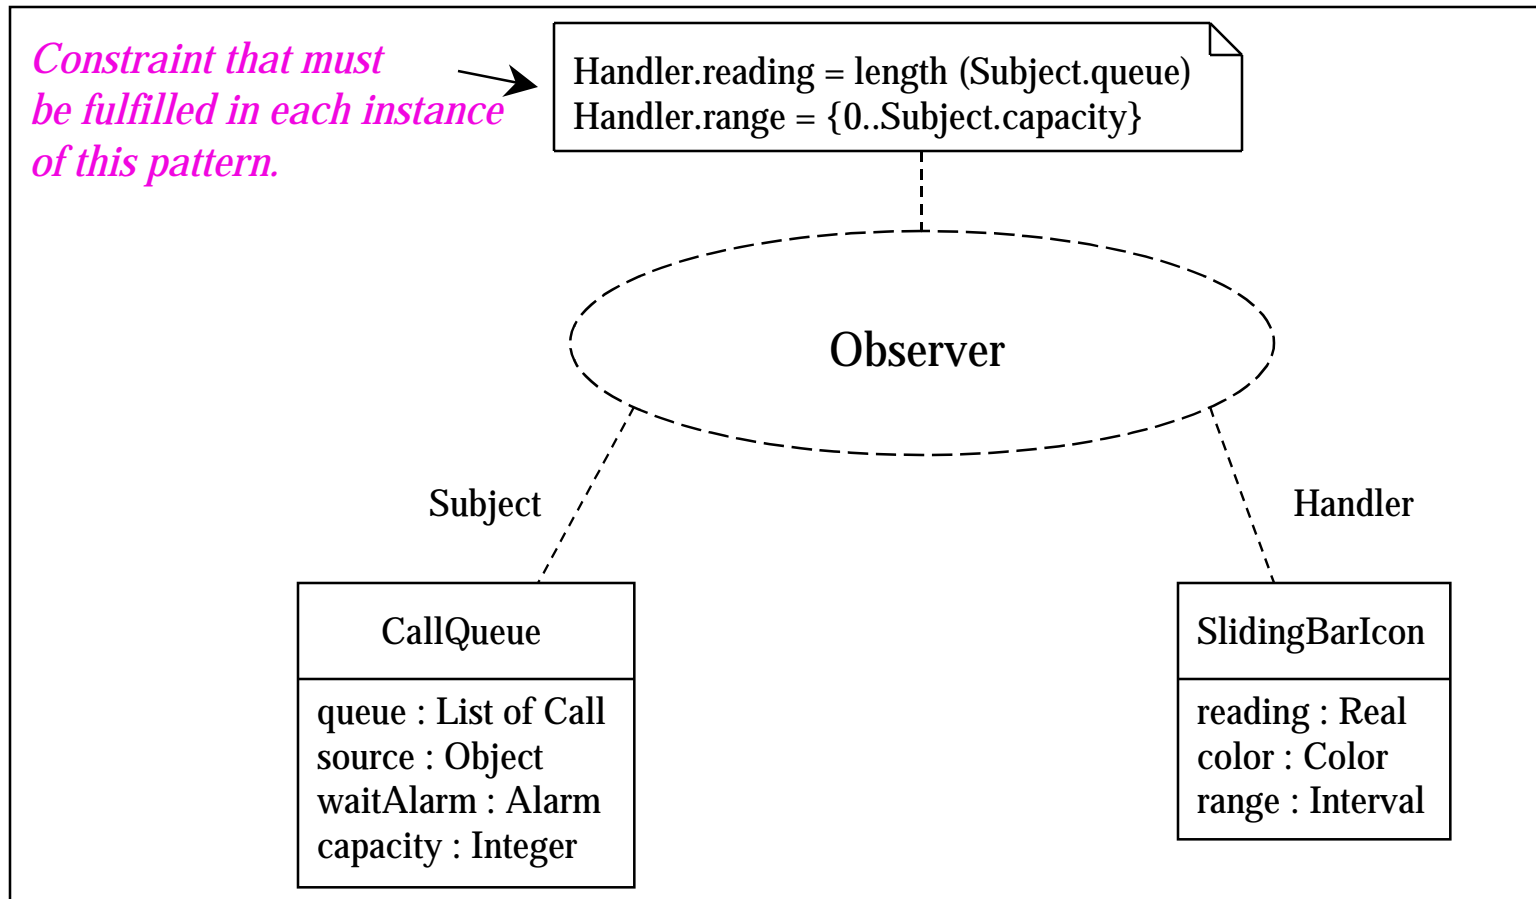 Constraint that must
be fulfilled in each instance
of this pattern.
Handler.reading = length (Subject.queue)
Handler.range = {0..Subject.capacity}
Observer
Subject
Handler
CallQueue
queue : List of Call
source : Object
waitAlarm : Alarm
capacity : Integer
SlidingBarIcon
reading : Real
color : Color
range : Interval